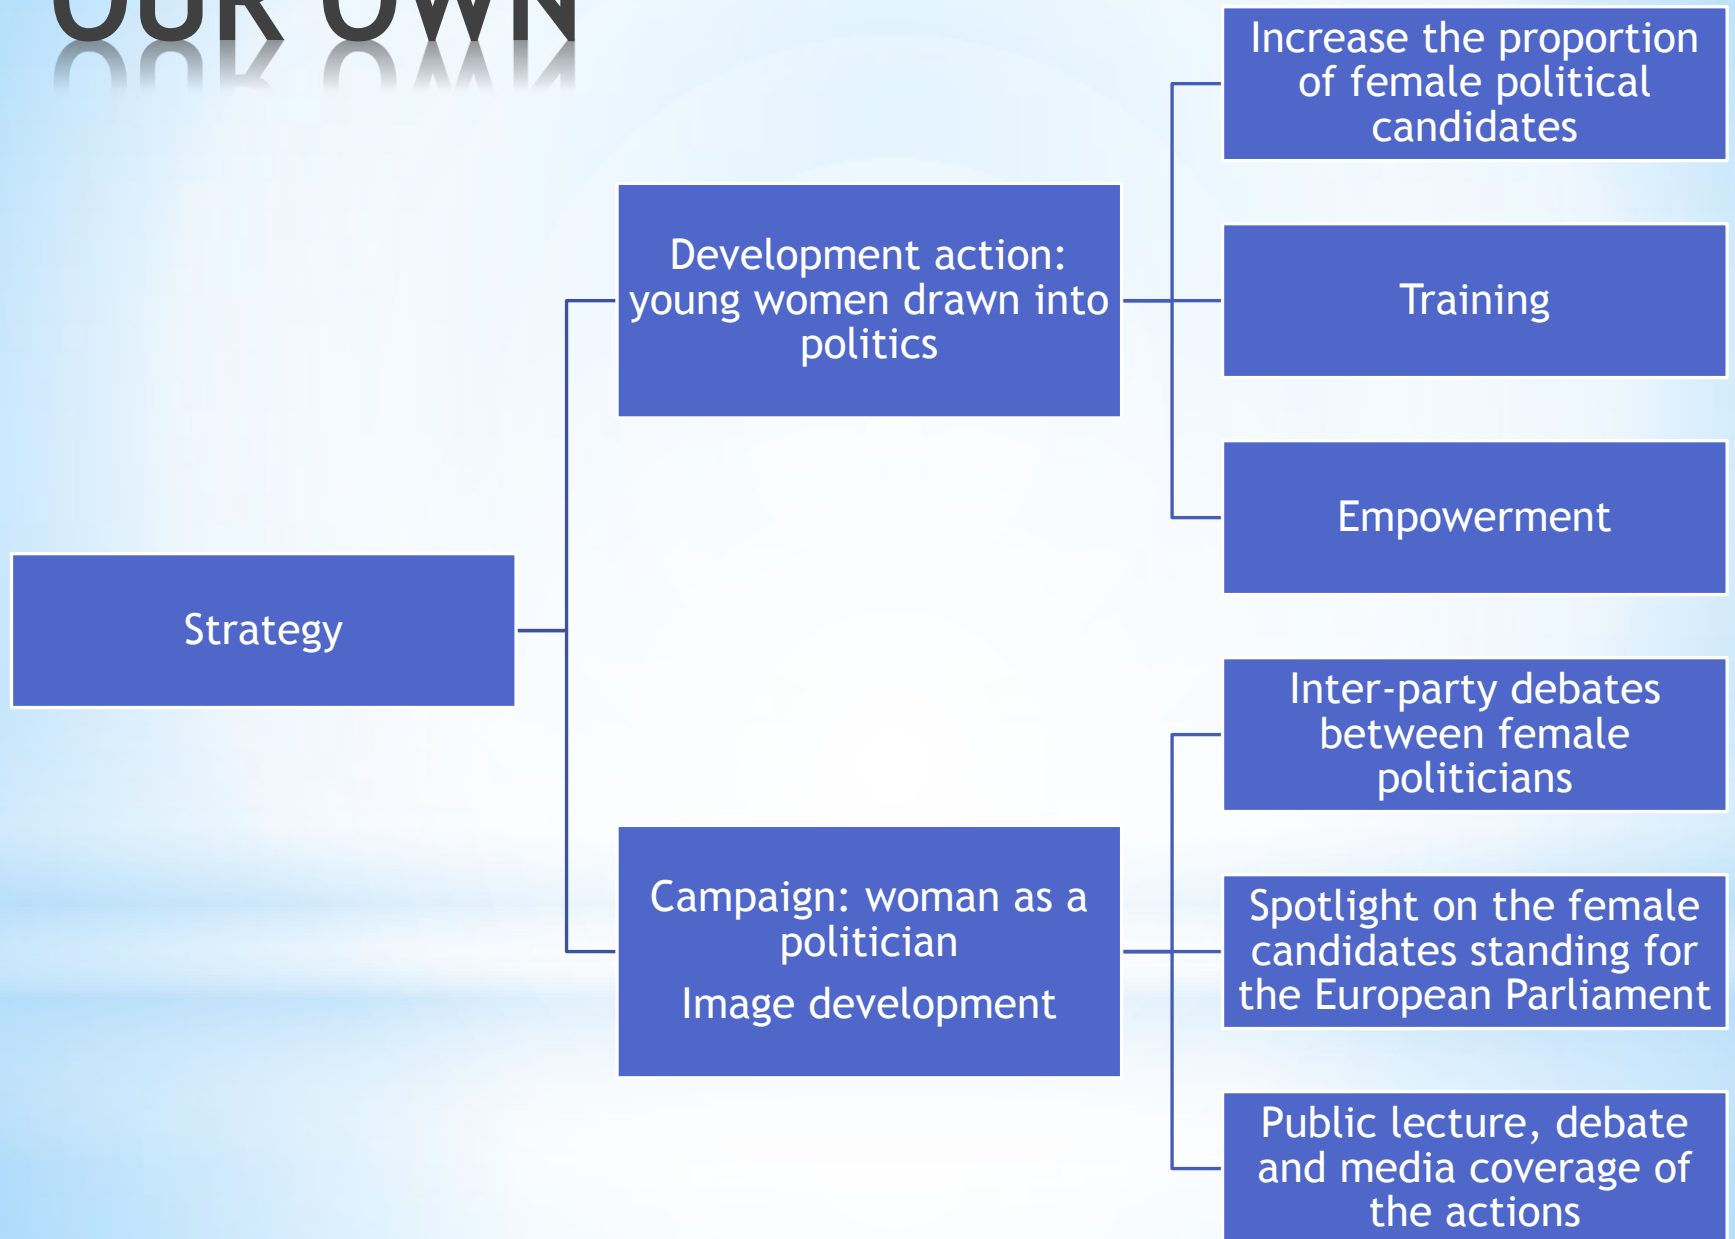 OUR OWN
Strategy
Development action:
young women drawn into
politics
Increase the proportion
of female political
candidates
Training
Empowerment
Campaign: woman as a
politician
Image development
Inter-party debates
between female
politicians
Spotlight on the female
candidates standing for
the European Parliament
Public lecture, debate
and media coverage of
the actions